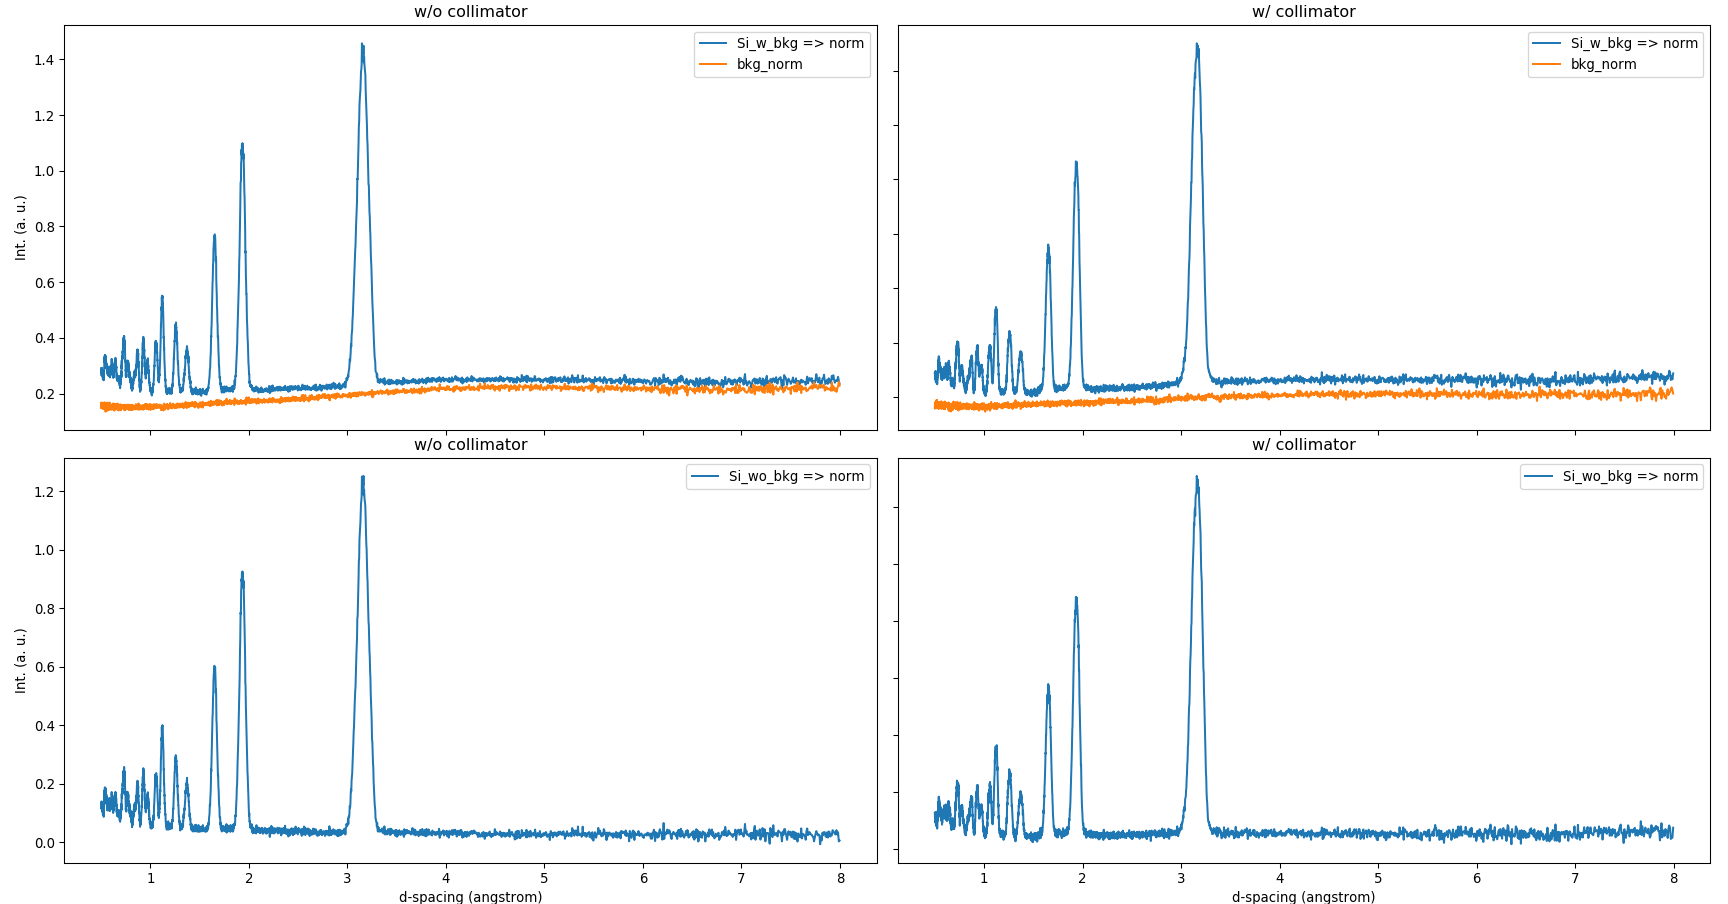 w/o collimator
w/ collimator
Si_w_bkg => norm
bkg_norm
Si_w_bkg => norm
bkg_norm
1.4
1.2
1.0
0.8
0.6
0.4
0.2
Int. (a. u.)
w/o collimator
w/ collimator
Si_wo_bkg => norm
Si_wo_bkg => norm
1.2
1.0
0.8
0.6
0.4
0.2
0.0
Int. (a. u.)
1 2 3 4 5 6 7 8
1 2 3 4 5 6 7 8
d-spacing (angstrom)
d-spacing (angstrom)